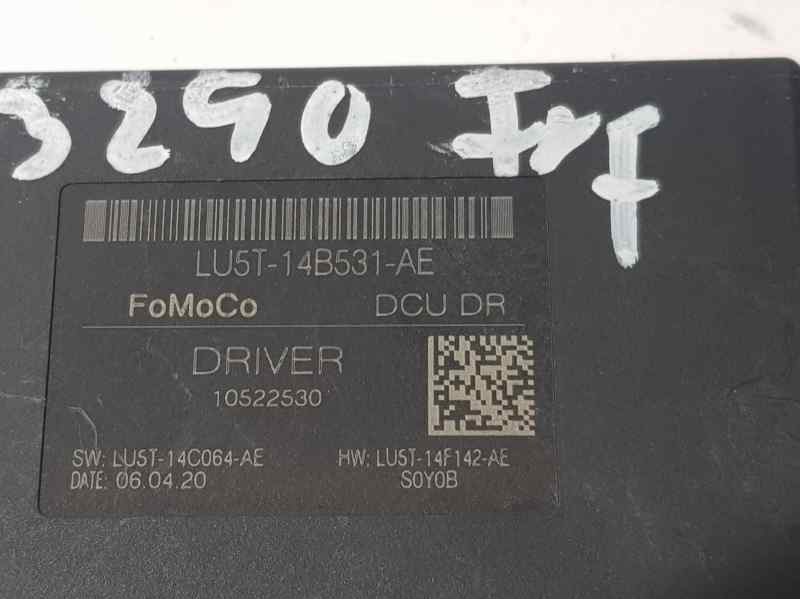 3290
LU5T-14B531-AE
FoMoCo DCU DR
DRIVER
10522530
SW: LU5T-14C064-AE HW: LU5T-14F142-AE
DATE: 06.04.20 S0Y0B